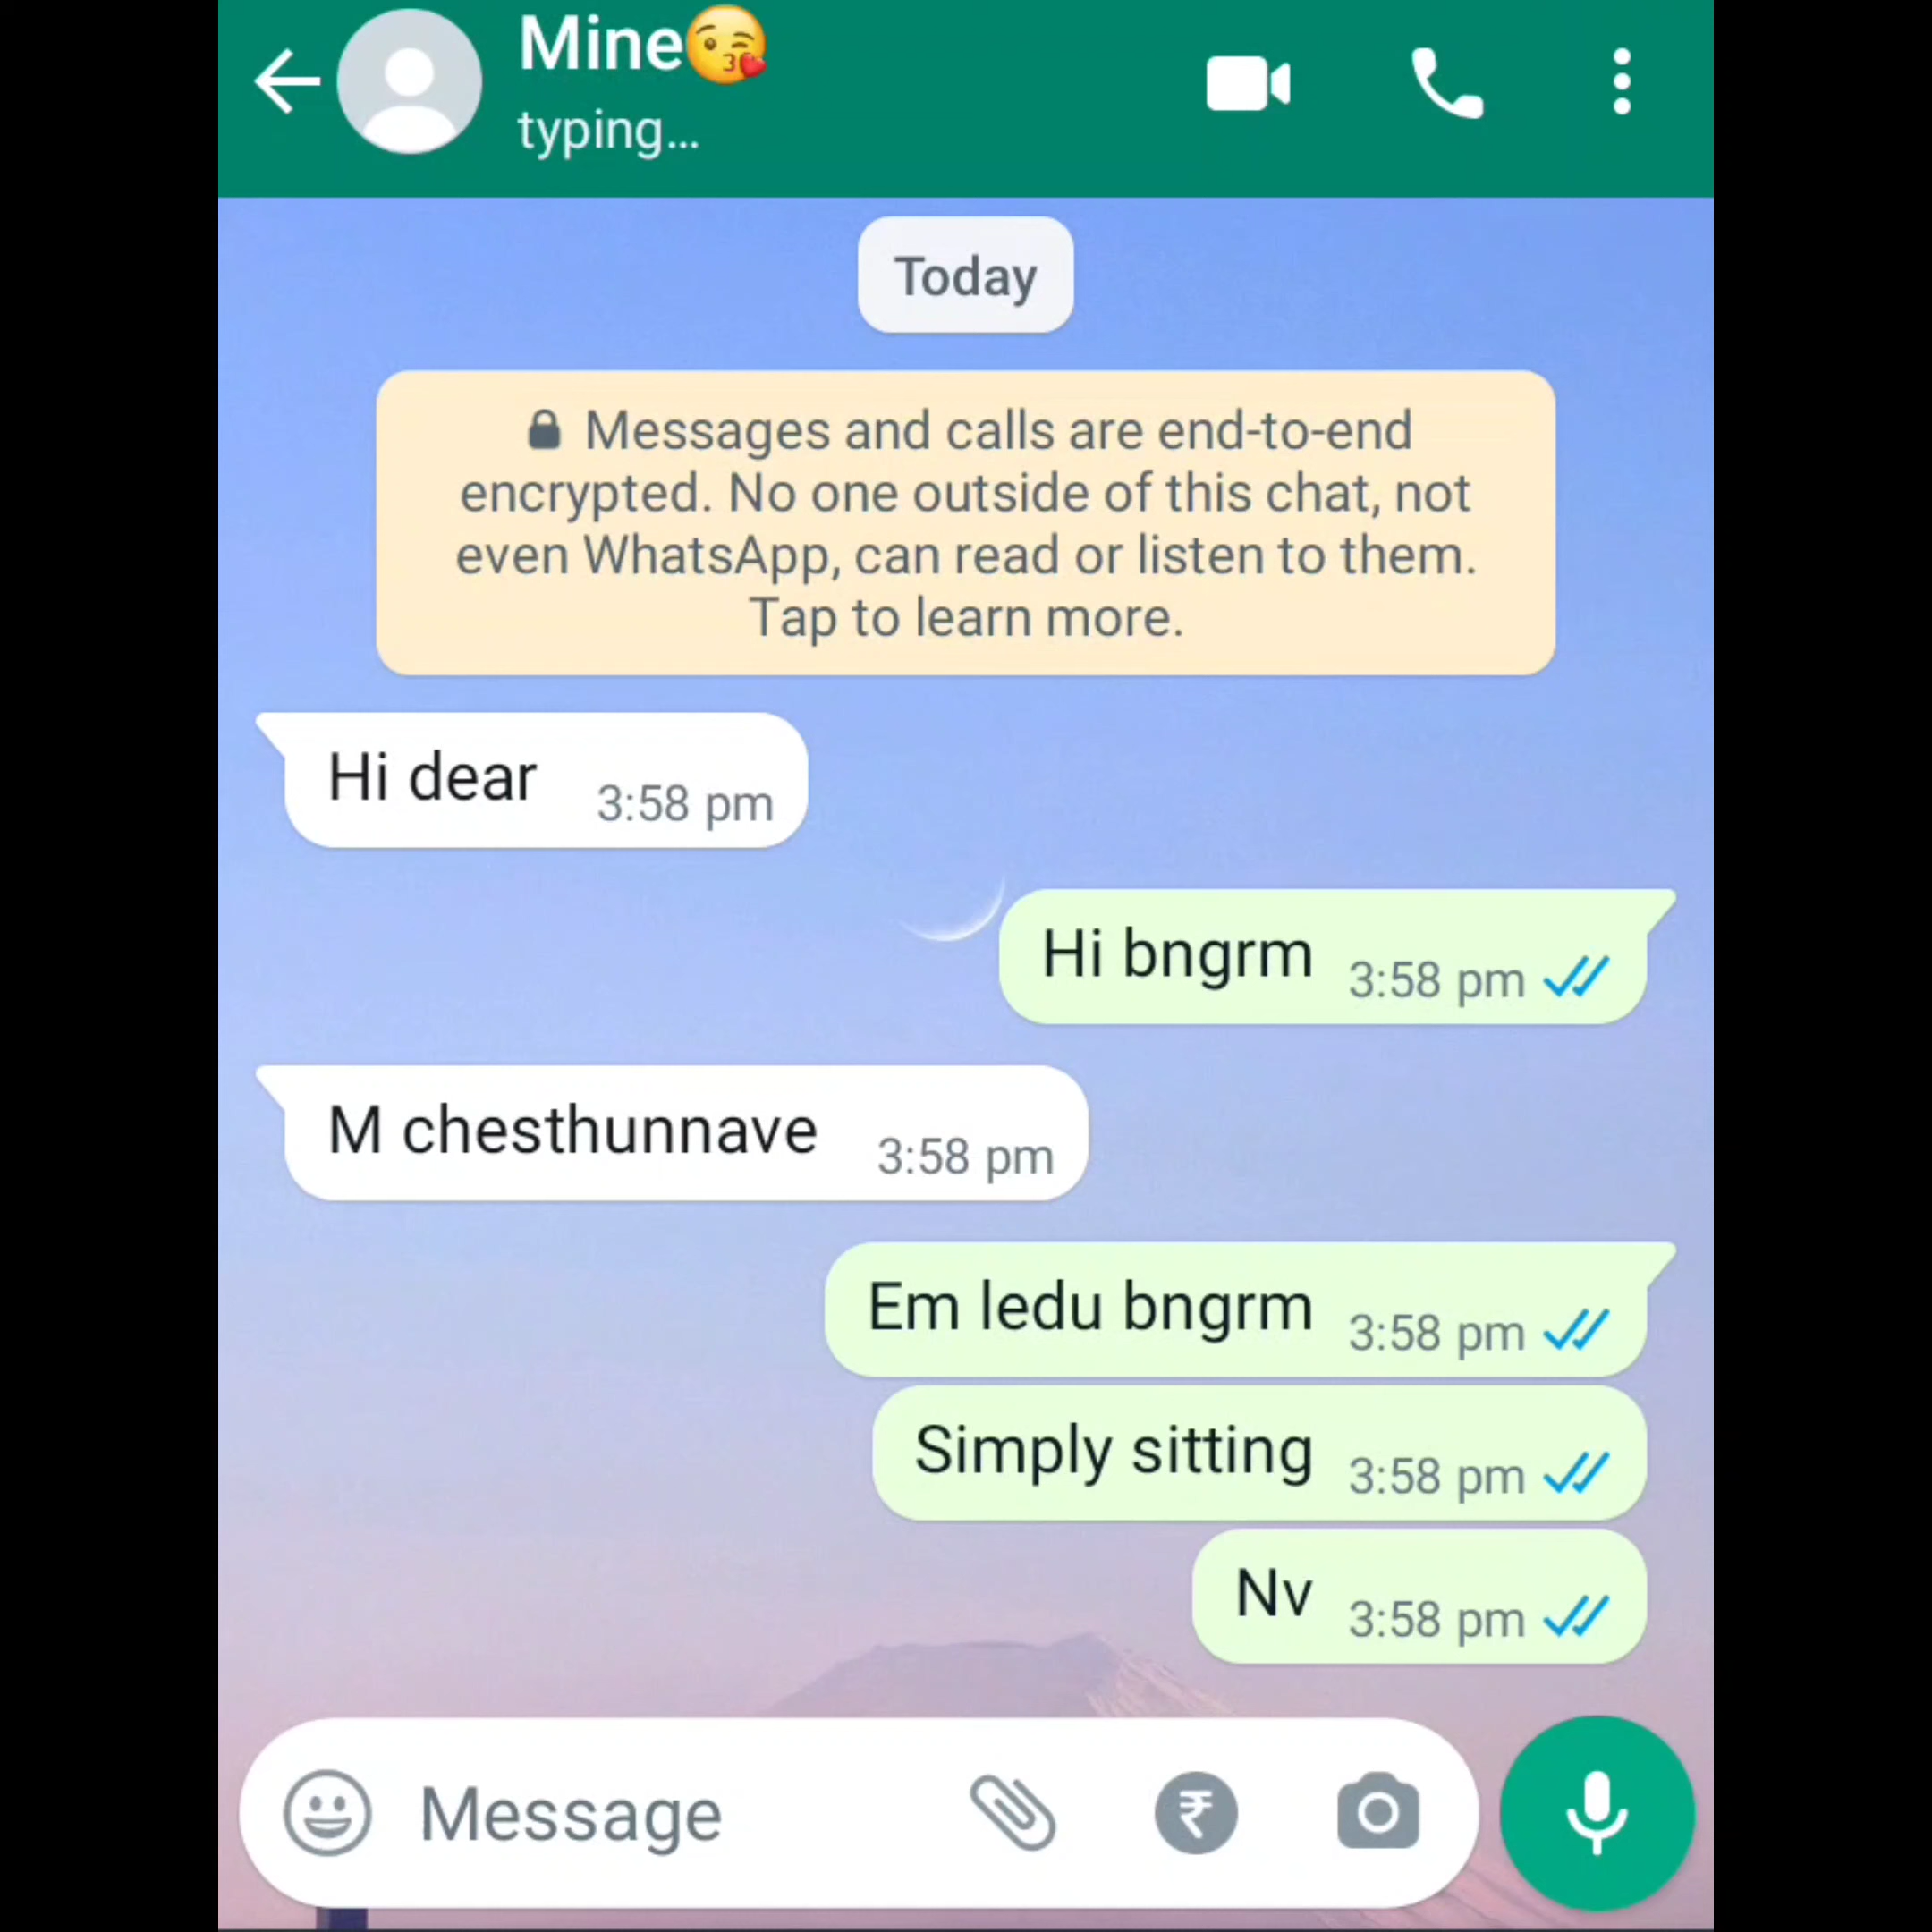 Mine😘
typing...
Today
🔒 Messages and calls are end-to-end
encrypted. No one outside of this chat, not
even WhatsApp, can read or listen to them.
Tap to learn more.
Hi dear 3:58 pm
Hi bngrm 3:58 pm
M chesthunnave 3:58 pm
Em ledu bngrm 3:58 pm
Simply sitting 3:58 pm
Nv 3:58 pm
Message